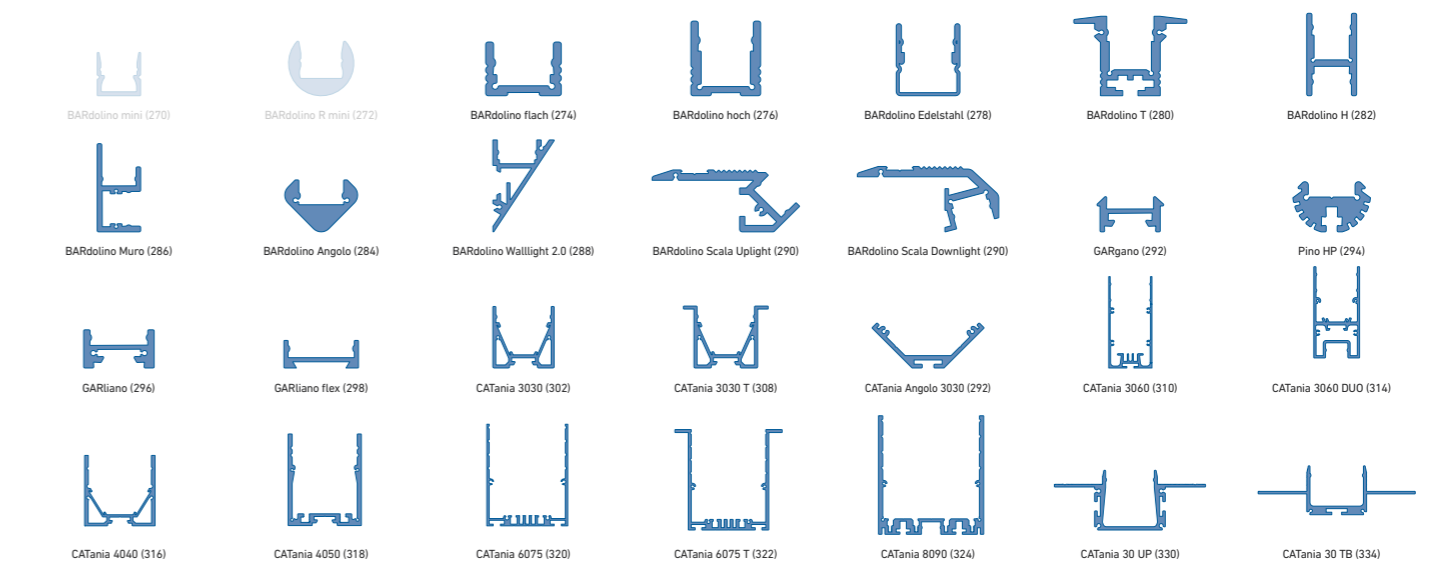 BARdolino mini (270)
BARdolino R mini (272)
BARdolino flach (274)
BARdolino hoch (276)
BARdolino Edelstahl (278)
BARdolino T (280)
BARdolino H (282)
BARdolino Muro (286)
BARdolino Angolo (284)
BARdolino Walllight 2.0 (288)
BARdolino Scala Uplight (290)
BARdolino Scala Downlight (290)
GARgano (292)
Pino HP (294)
GARliano (296)
GARliano flex (298)
CATania 3030 (302)
CATania 3030 T (308)
CATania Angolo 3030 (292)
CATania 3060 (310)
CATania 3060 DUO (314)
CATania 4040 (316)
CATania 4050 (318)
CATania 6075 (320)
CATania 6075 T (322)
CATania 8090 (324)
CATania 30 UP (330)
CATania 30 TB (334)